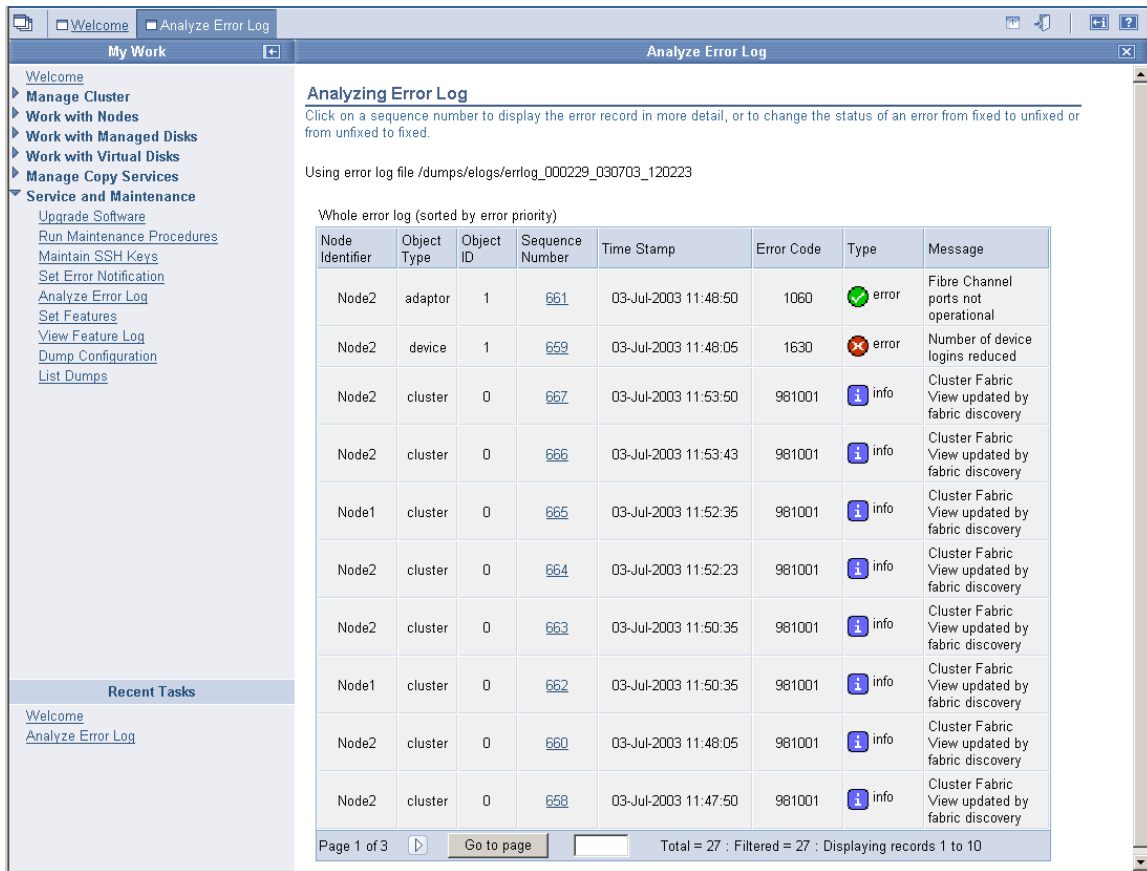 Welcome
Analyze Error Log
My Work
Analyze Error Log
Welcome
Manage Cluster
Work with Nodes
Work with Managed Disks
Work with Virtual Disks
Manage Copy Services
Service and Maintenance
Upgrade Software
Run Maintenance Procedures
Maintain SSH Keys
Set Error Notification
Analyze Error Log
Set Features
View Feature Log
Dump Configuration
List Dumps
Recent Tasks
Welcome
Analyze Error Log
Analyzing Error Log
Click on a sequence number to display the error record in more detail, or to change the status of an error from fixed to unfixed or
from unfixed to fixed.
Using error log file /dumps/elogs/errlog_000229_030703_120223
Whole error log (sorted by error priority)
Node Identifier Object Type Object ID Sequence Number Time Stamp Error Code Type Message
Node2 adaptor 1 661 03-Jul-2003 11:48:50 1060 error Fibre Channel ports not operational
Node2 device 1 659 03-Jul-2003 11:48:05 1630 error Number of device logins reduced
Node2 cluster 0 667 03-Jul-2003 11:53:50 981001 info Cluster Fabric View updated by fabric discovery
Node2 cluster 0 666 03-Jul-2003 11:53:43 981001 info Cluster Fabric View updated by fabric discovery
Node1 cluster 0 665 03-Jul-2003 11:52:35 981001 info Cluster Fabric View updated by fabric discovery
Node2 cluster 0 664 03-Jul-2003 11:52:23 981001 info Cluster Fabric View updated by fabric discovery
Node2 cluster 0 663 03-Jul-2003 11:50:35 981001 info Cluster Fabric View updated by fabric discovery
Node1 cluster 0 662 03-Jul-2003 11:50:35 981001 info Cluster Fabric View updated by fabric discovery
Node2 cluster 0 660 03-Jul-2003 11:48:05 981001 info Cluster Fabric View updated by fabric discovery
Node2 cluster 0 658 03-Jul-2003 11:47:50 981001 info Cluster Fabric View updated by fabric discovery
Page 1 of 3 Go to page Total = 27 : Filtered = 27 : Displaying records 1 to 10